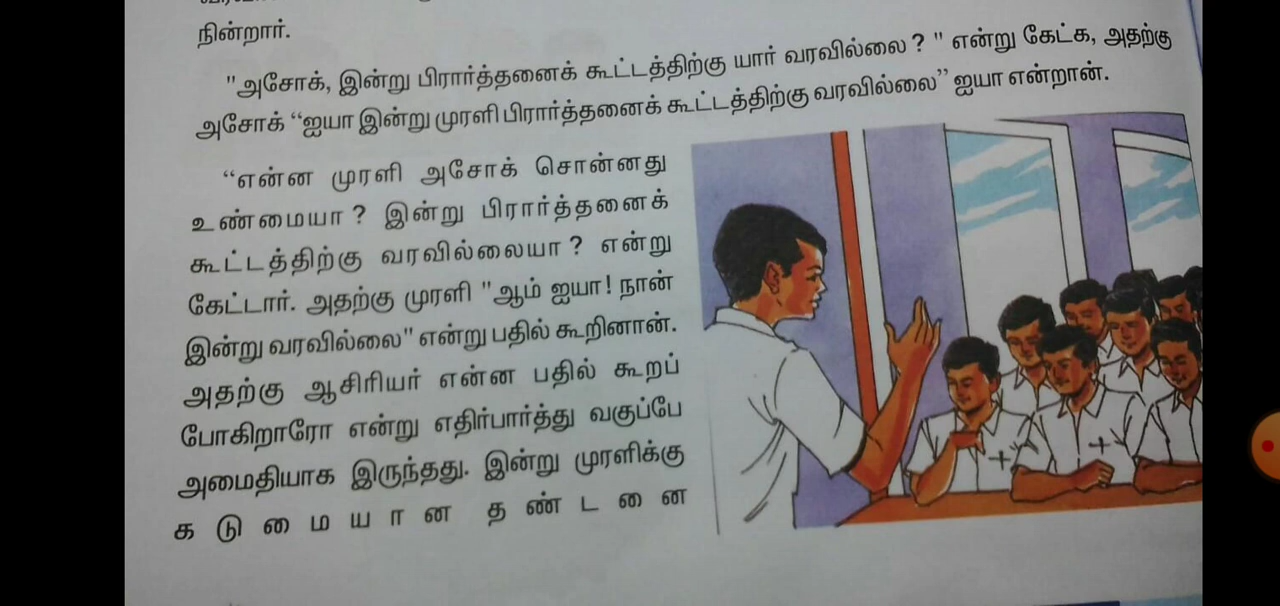 நின்றார்.
"அசோக், இன்று பிரார்த்தனைக் கூட்டத்திற்கு யார் வரவில்லை ? " என்று கேட்க, அதற்கு
அசோக் “ஐயா இன்று முரளி பிரார்த்தனைக் கூட்டத்திற்கு வரவில்லை” ஐயா என்றான்.
“என்ன முரளி அசோக் சொன்னது
உண்மையா ? இன்று பிரார்த்தனைக்
கூட்டத்திற்கு வரவில்லையா ? என்று
கேட்டார். அதற்கு முரளி "ஆம் ஐயா! நான்
இன்று வரவில்லை" என்று பதில் கூறினான்.
அதற்கு ஆசிரியர் என்ன பதில் கூறப்
போகிறாரோ என்று எதிர்பார்த்து வகுப்பே
அமைதியாக இருந்தது. இன்று முரளிக்கு
கடுமையான தண்டனை